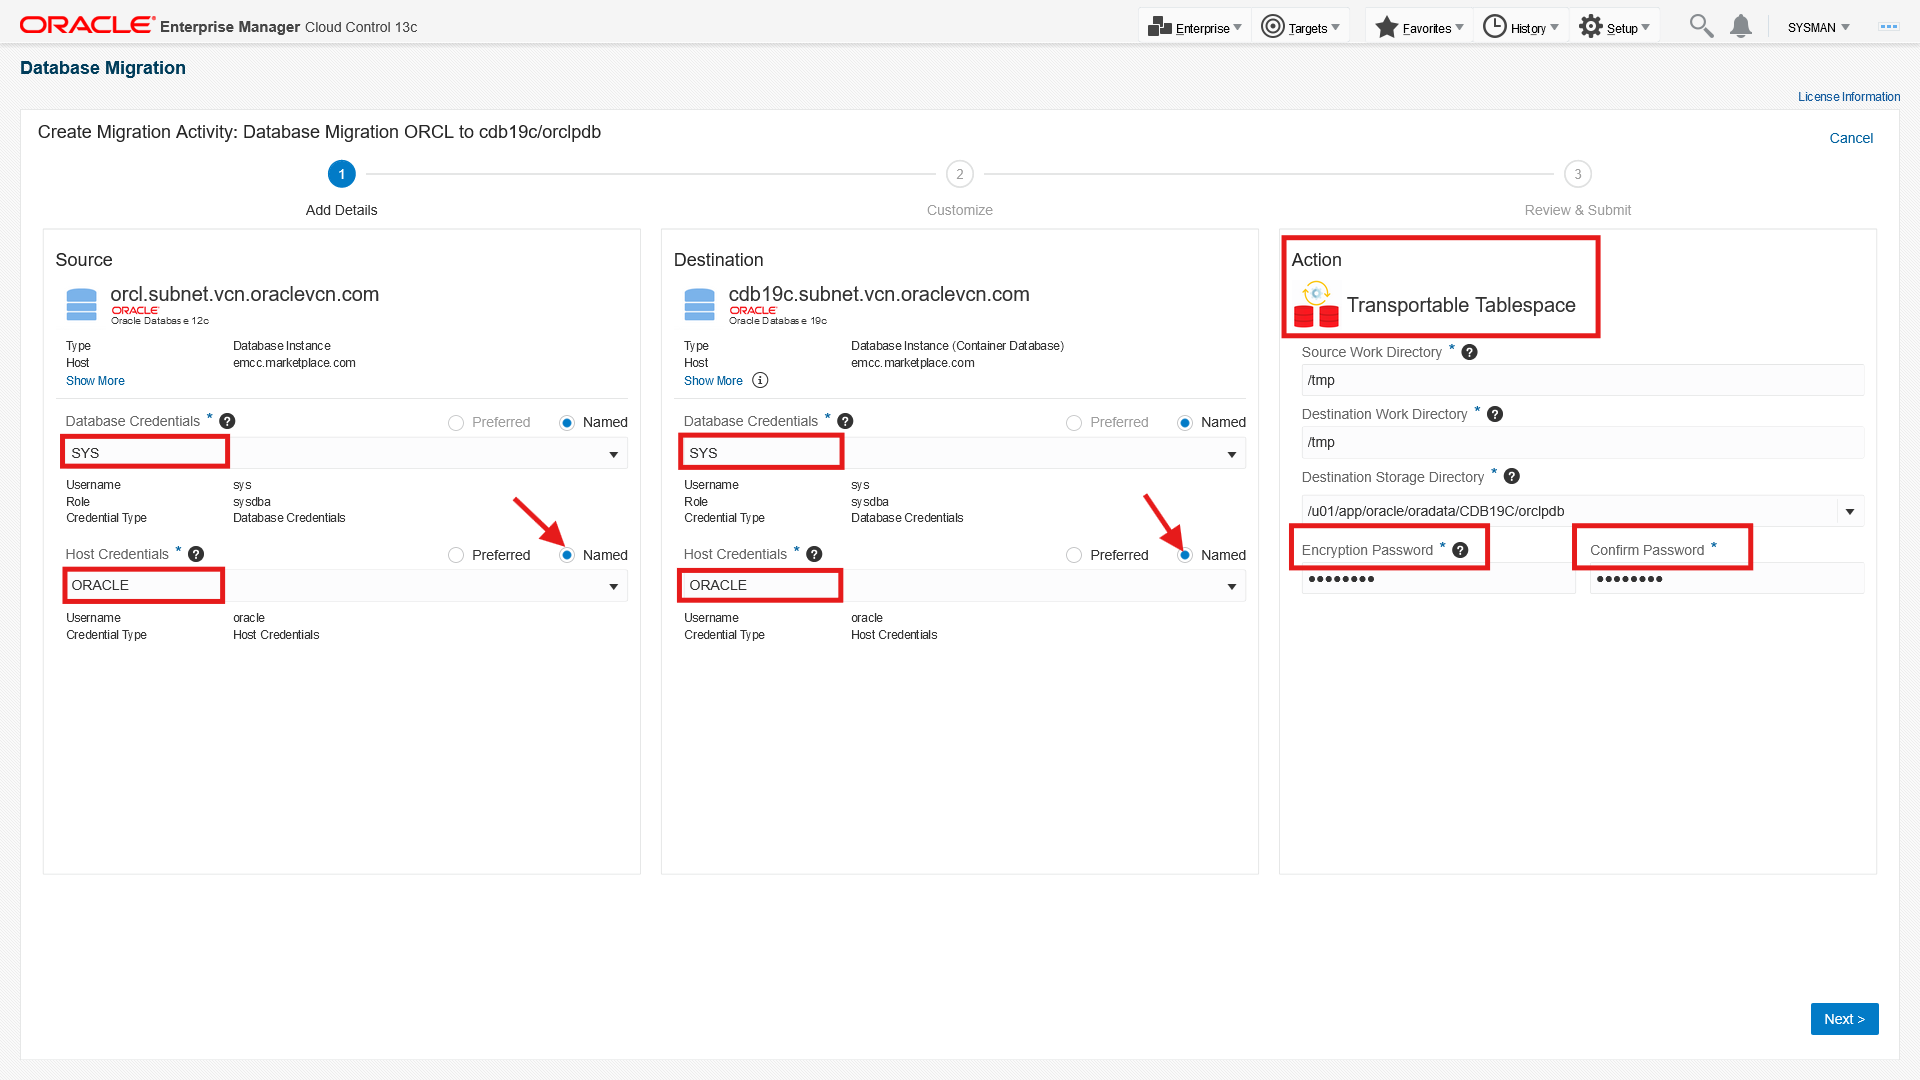 ORACLE Enterprise Manager Cloud Control 13c
Enterprise Targets Favorites History Setup SYSMAN
Database Migration
License Information
Create Migration Activity: Database Migration ORCL to cdb19c/orclpdb
Cancel
1 2 3
Add Details Customize Review & Submit
Source
orcl.subnet.vcn.oraclevcn.com
ORACLE
Oracle Database 12c
Type Database Instance
Host emcc.marketplace.com
Show More
Database Credentials * ? Preferred Named
SYS
Username sys
Role sysdba
Credential Type Database Credentials
Host Credentials * ? Preferred Named
ORACLE
Username oracle
Credential Type Host Credentials
Destination
cdb19c.subnet.vcn.oraclevcn.com
ORACLE
Oracle Database 19c
Type Database Instance (Container Database)
Host emcc.marketplace.com
Show More i
Database Credentials * ? Preferred Named
SYS
Username sys
Role sysdba
Credential Type Database Credentials
Host Credentials * ? Preferred Named
ORACLE
Username oracle
Credential Type Host Credentials
Action
Transportable Tablespace
Source Work Directory * ?
/tmp
Destination Work Directory * ?
/tmp
Destination Storage Directory * ?
/u01/app/oracle/oradata/CDB19C/orclpdb
Encryption Password * ? Confirm Password *
•••••••• ••••••••
Next >